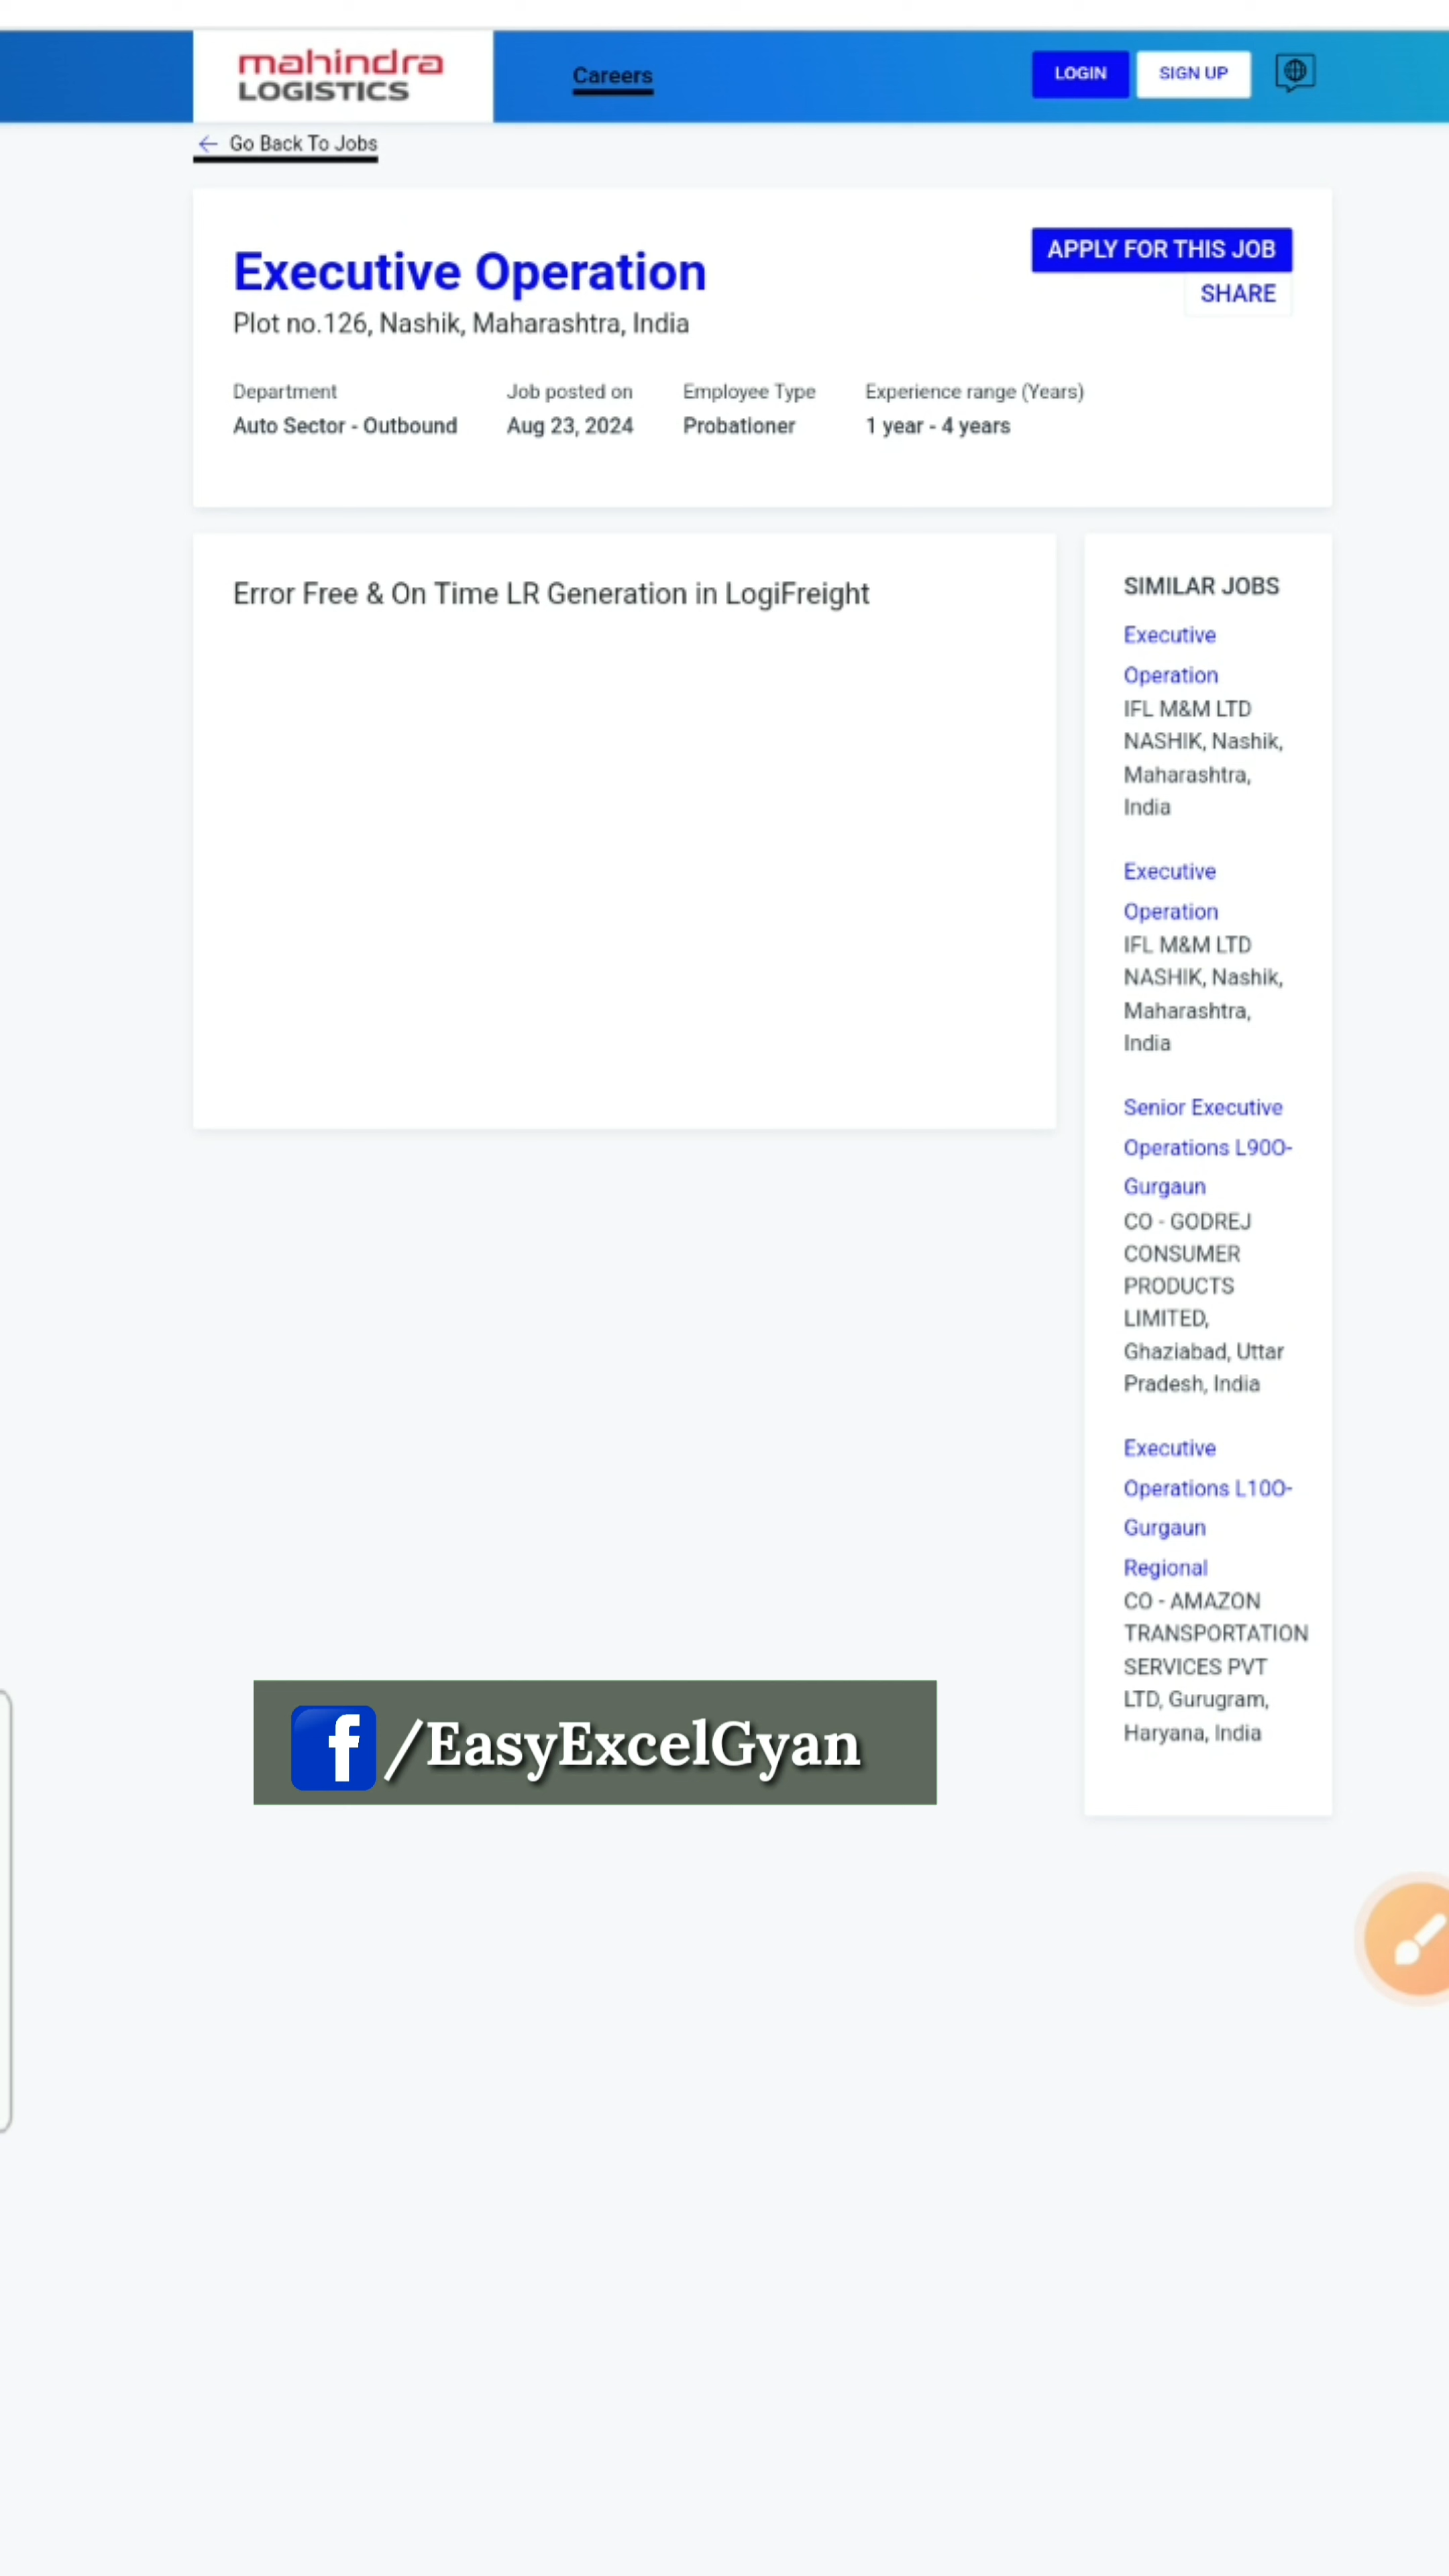 mahindra
LOGISTICS
Careers
LOGIN
SIGN UP
Go Back To Jobs
Executive Operation
Plot no.126, Nashik, Maharashtra, India
APPLY FOR THIS JOB
SHARE
Department
Auto Sector - Outbound
Job posted on
Aug 23, 2024
Employee Type
Probationer
Experience range (Years)
1 year - 4 years
Error Free & On Time LR Generation in LogiFreight
SIMILAR JOBS
Executive
Operation
IFL M&M LTD
NASHIK, Nashik,
Maharashtra,
India
Executive
Operation
IFL M&M LTD
NASHIK, Nashik,
Maharashtra,
India
Senior Executive
Operations L9OO-
Gurgaun
CO - GODREJ
CONSUMER
PRODUCTS
LIMITED,
Ghaziabad, Uttar
Pradesh, India
Executive
Operations L10O-
Gurgaun
Regional
CO - AMAZON
TRANSPORTATION
SERVICES PVT
LTD, Gurugram,
Haryana, India
f /EasyExcelGyan